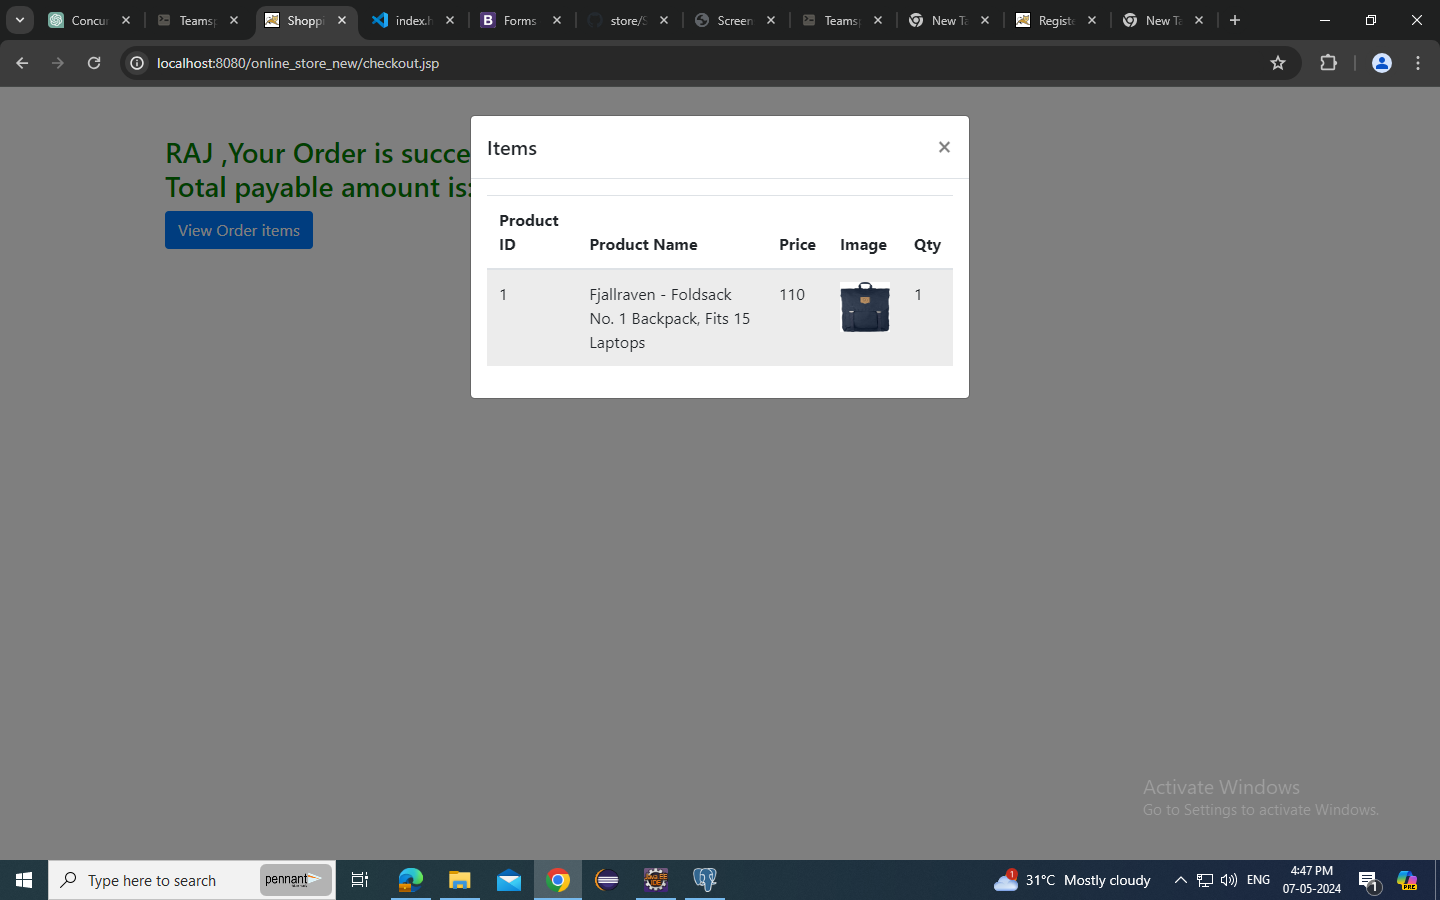 Concur
Teamsp
Shoppi
index.h
Forms
store/S
Screen
Teamsp
New Ta
Registe
New Ta
localhost:8080/online_store_new/checkout.jsp
RAJ ,Your Order is succe
Total payable amount is:
View Order items
Items
Product ID Product Name Price Image Qty
1 Fjallraven - Foldsack 110 1
No. 1 Backpack, Fits 15
Laptops
Activate Windows
Go to Settings to activate Windows.
Type here to search
pennant
1
31°C Mostly cloudy
ENG
4:47 PM
07-05-2024
1
PRE